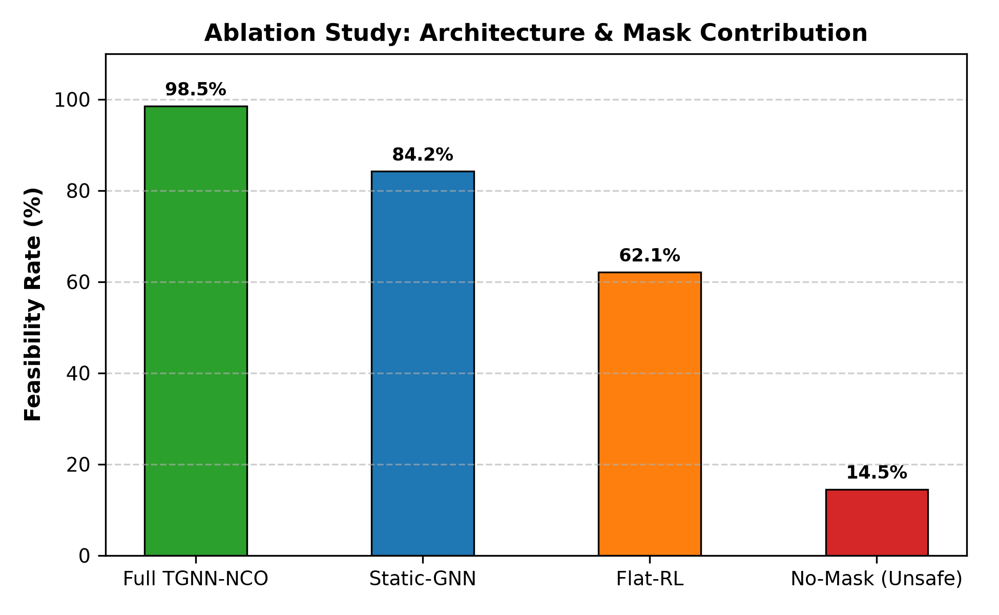 Ablation Study: Architecture & Mask Contribution
Feasibility Rate (%)
100
80
60
40
20
0
98.5%
84.2%
62.1%
14.5%
Full TGNN-NCO
Static-GNN
Flat-RL
No-Mask (Unsafe)